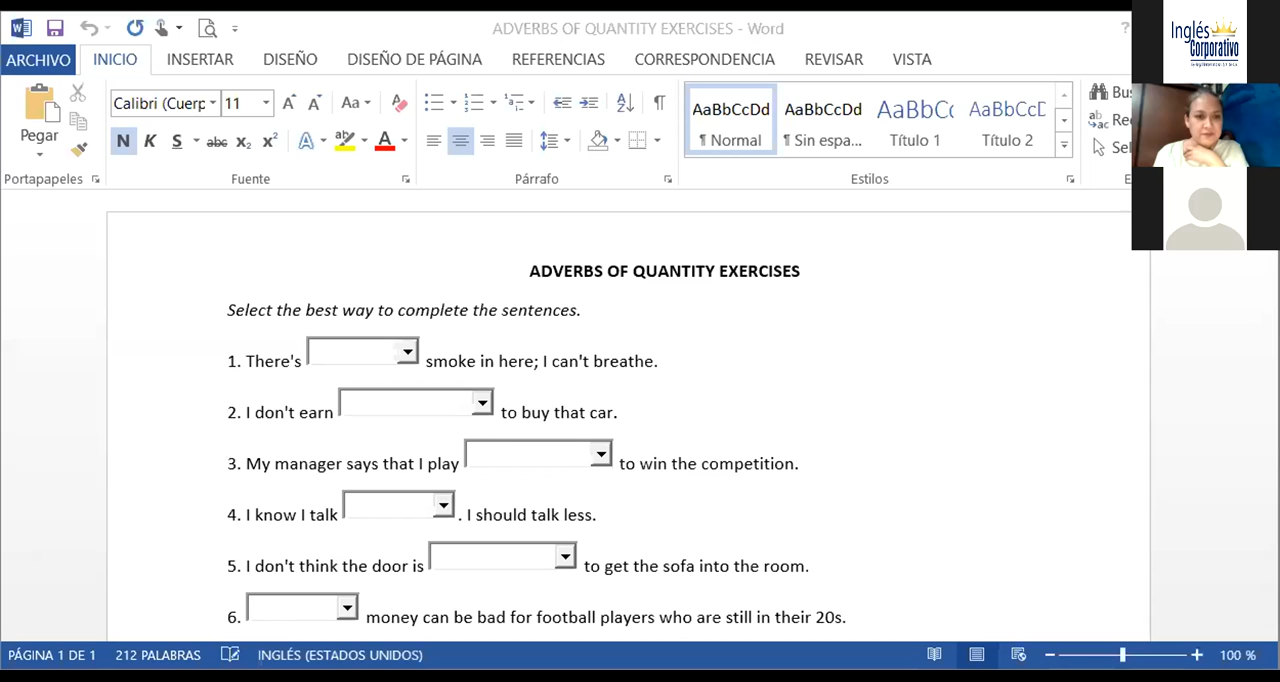 ADVERBS OF QUANTITY EXERCISES - Word
?
ARCHIVO INICIO INSERTAR DISEÑO DISEÑO DE PÁGINA REFERENCIAS CORRESPONDENCIA REVISAR VISTA
Inglés
Corporativo
Pegar
Calibri (Cuerp 11
Aa
N K S abc x₂ x² A aby A
AaBbCcDd AaBbCcDd AaBbC AaBbCcD
¶ Normal ¶ Sin espa... Título 1 Título 2
Portapapeles Fuente Párrafo Estilos
ADVERBS OF QUANTITY EXERCISES
Select the best way to complete the sentences.
1. There's smoke in here; I can't breathe.
2. I don't earn to buy that car.
3. My manager says that I play to win the competition.
4. I know I talk . I should talk less.
5. I don't think the door is to get the sofa into the room.
6. money can be bad for football players who are still in their 20s.
PÁGINA 1 DE 1 212 PALABRAS INGLÉS (ESTADOS UNIDOS) 100 %